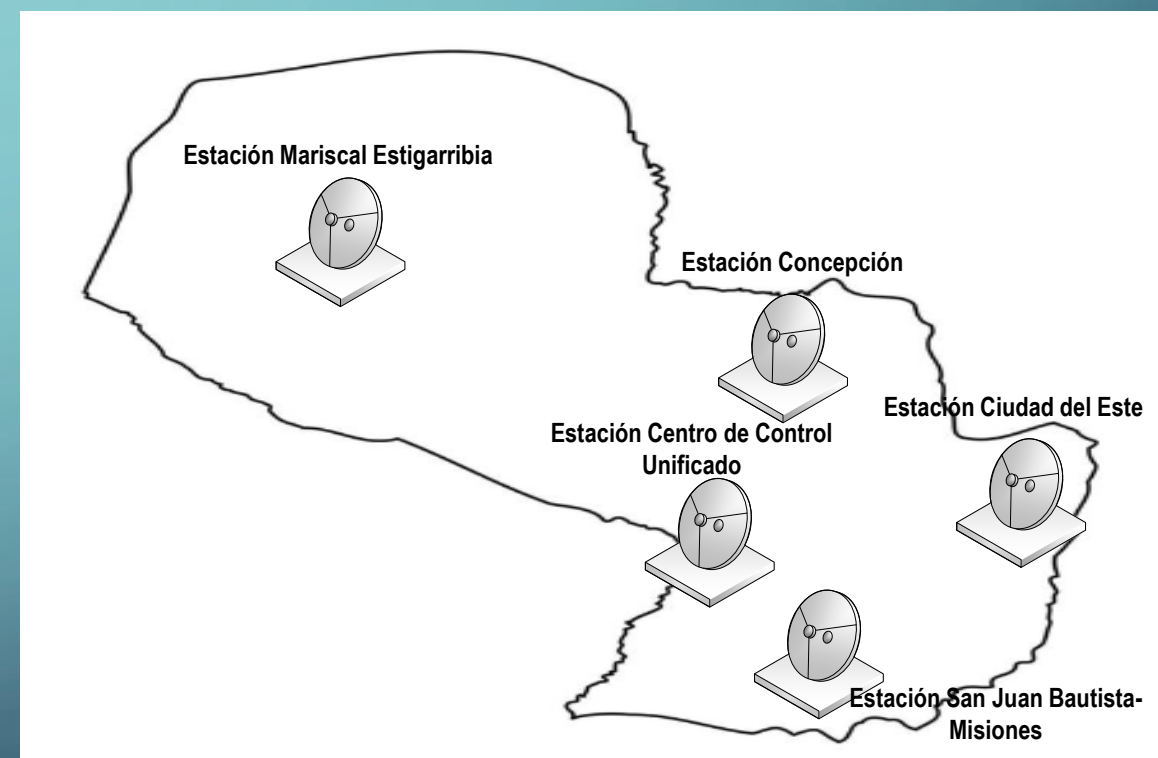 Estación Mariscal Estigarribia
Estación Concepción
Estación Ciudad del Este
Estación Centro de Control
Unificado
Estación San Juan Bautista-
Misiones